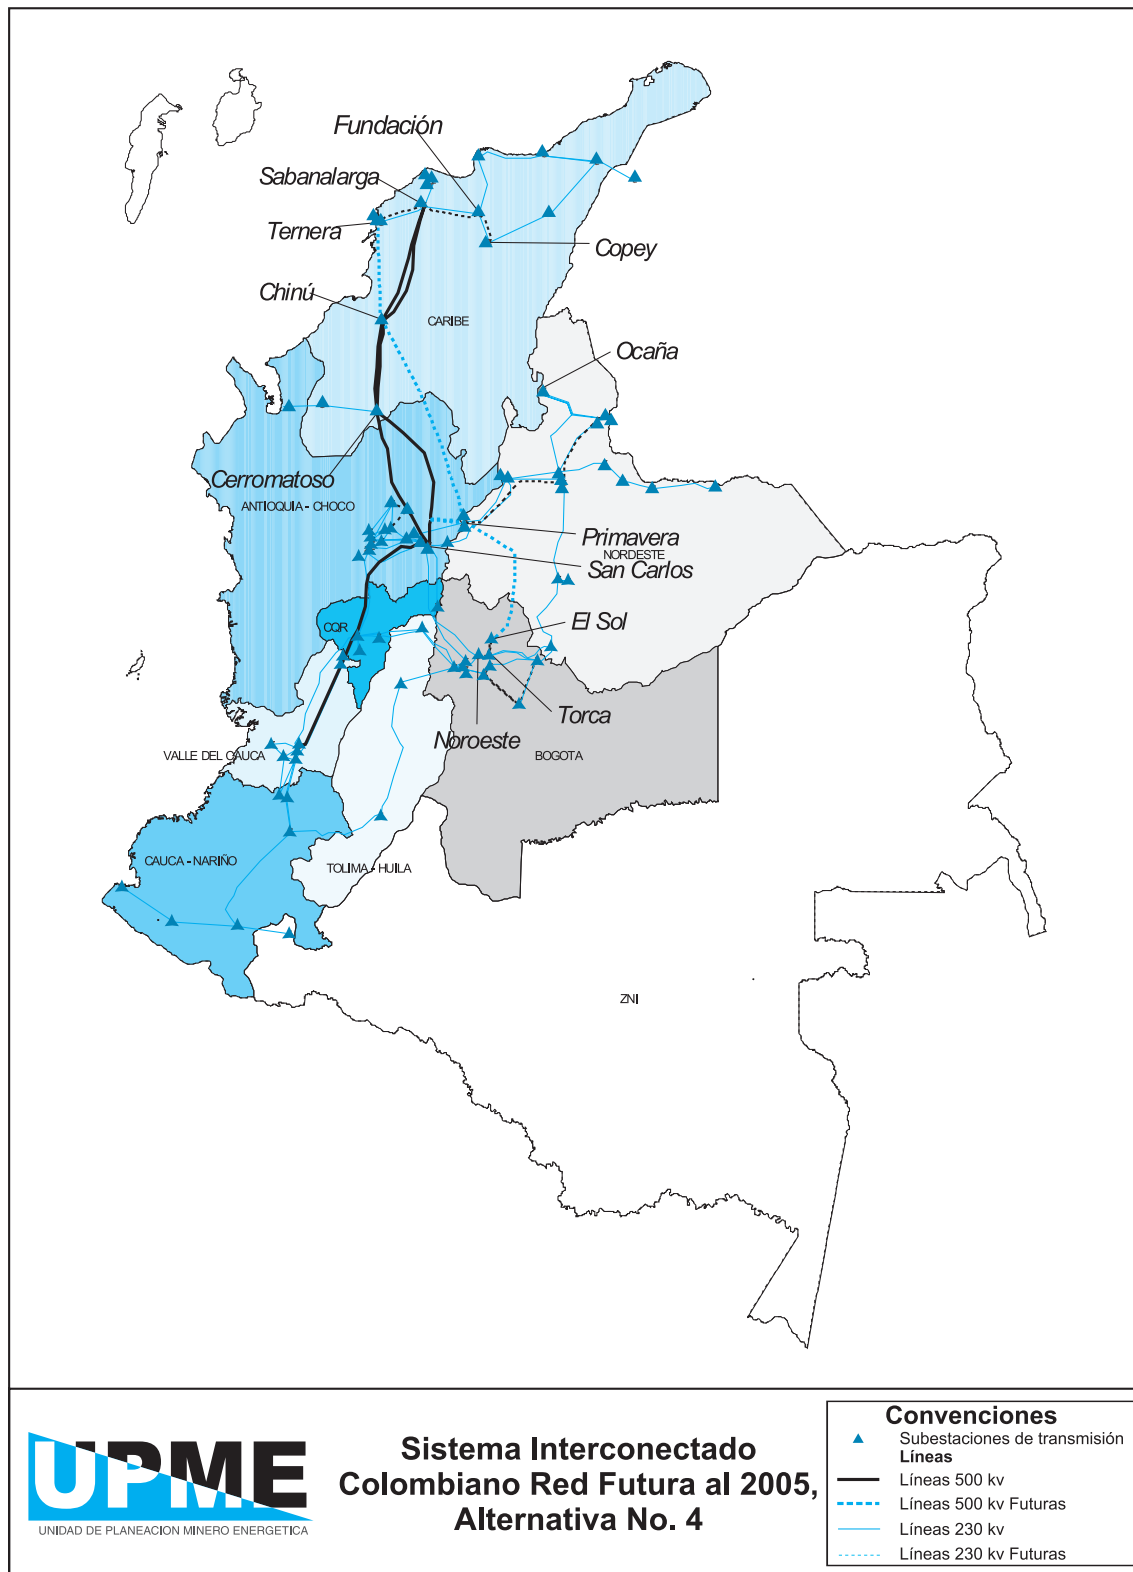 Fundación
Sabanalarga
Ternera
Copey
Chinú
CARIBE
Ocaña
Cerromatoso
ANTIOQUIA - CHOCO
Primavera
NORDESTE
San Carlos
El Sol
CQR
Torca
Noroeste
BOGOTA
VALLE DEL CAUCA
CAUCA - NARIÑO
TOLIMA - HUILA
ZNI
UPME
UNIDAD DE PLANEACION MINERO ENERGETICA
Sistema Interconectado
Colombiano Red Futura al 2005,
Alternativa No. 4
Convenciones
Subestaciones de transmisión
Líneas
Líneas 500 kv
Líneas 500 kv Futuras
Líneas 230 kv
Líneas 230 kv Futuras